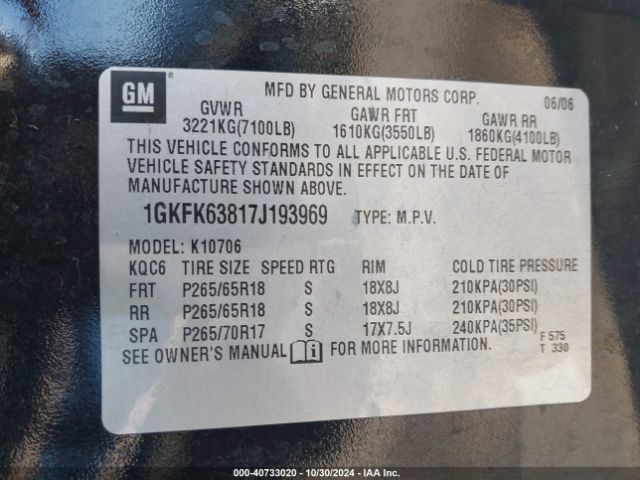 GM ®
MFD BY GENERAL MOTORS CORP. 06/06
GVWR GAWR FRT GAWR RR
3221KG(7100LB) 1610KG(3550LB) 1860KG(4100LB)
THIS VEHICLE CONFORMS TO ALL APPLICABLE U.S. FEDERAL MOTOR
VEHICLE SAFETY STANDARDS IN EFFECT ON THE DATE OF
MANUFACTURE SHOWN ABOVE.
1GKFK63817J193969 TYPE: M.P.V.
MODEL: K10706
KQC6 TIRE SIZE SPEED RTG RIM COLD TIRE PRESSURE
FRT P265/65R18 S 18X8J 210KPA(30PSI)
RR P265/65R18 S 18X8J 210KPA(30PSI)
SPA P265/70R17 S 17X7.5J 240KPA(35PSI)
SEE OWNER'S MANUAL i FOR MORE INFORMATION.
F 575
T 330
000-40733020 - 10/30/2024 - IAA Inc.